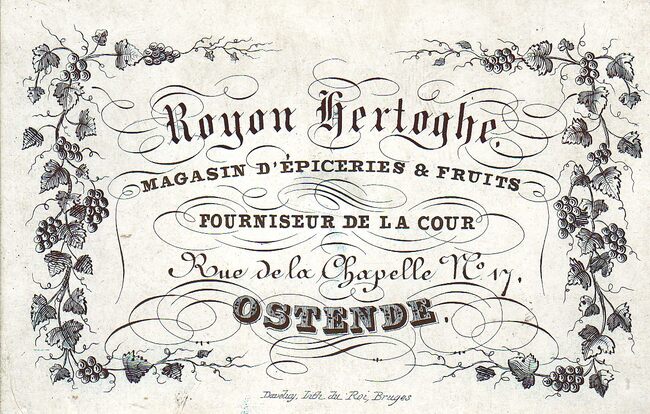 Royon Hertoghe,
MAGASIN D'ÉPICERIES & FRUITS
FOURNISEUR DE LA COUR
Rue de la Chapelle No. 17.
OSTENDE.
Daveluy, Lith. du Roi, Bruges